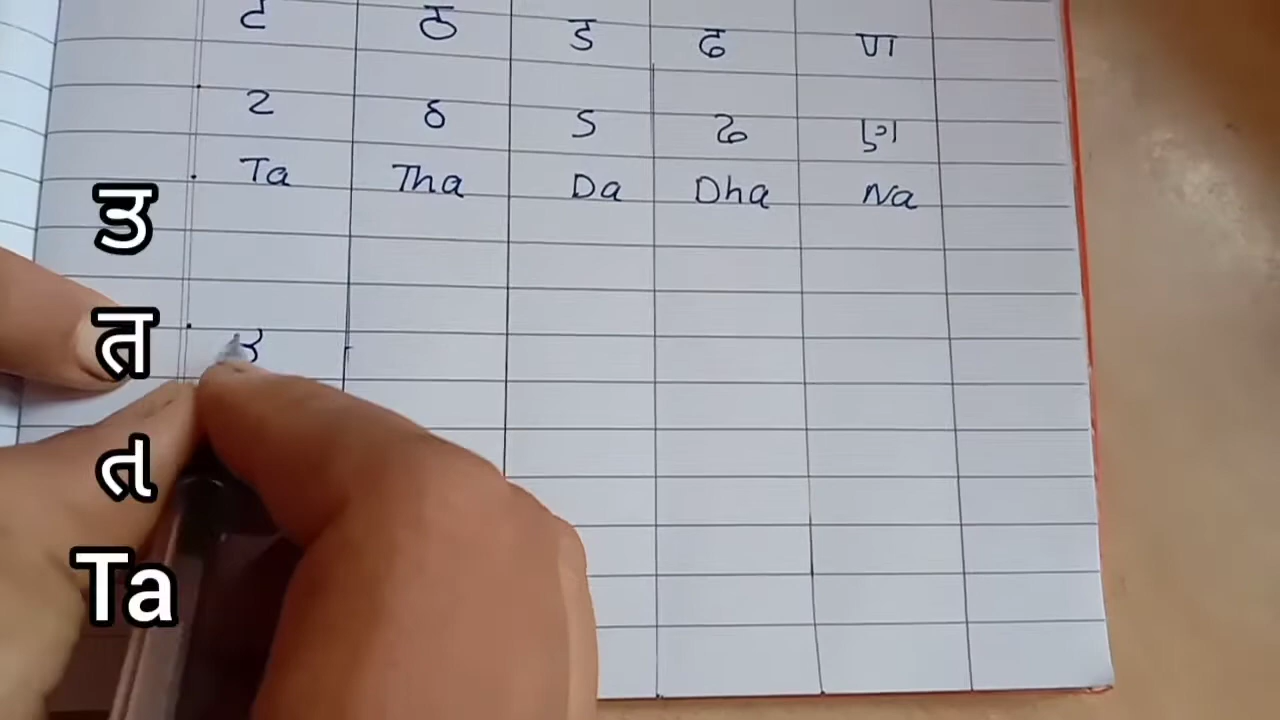 ट ठ ड ढ ण
ટ ઠ ડ ઢ ણ
Ta Tha Da Dha Na
ਤ
त
ત
Ta